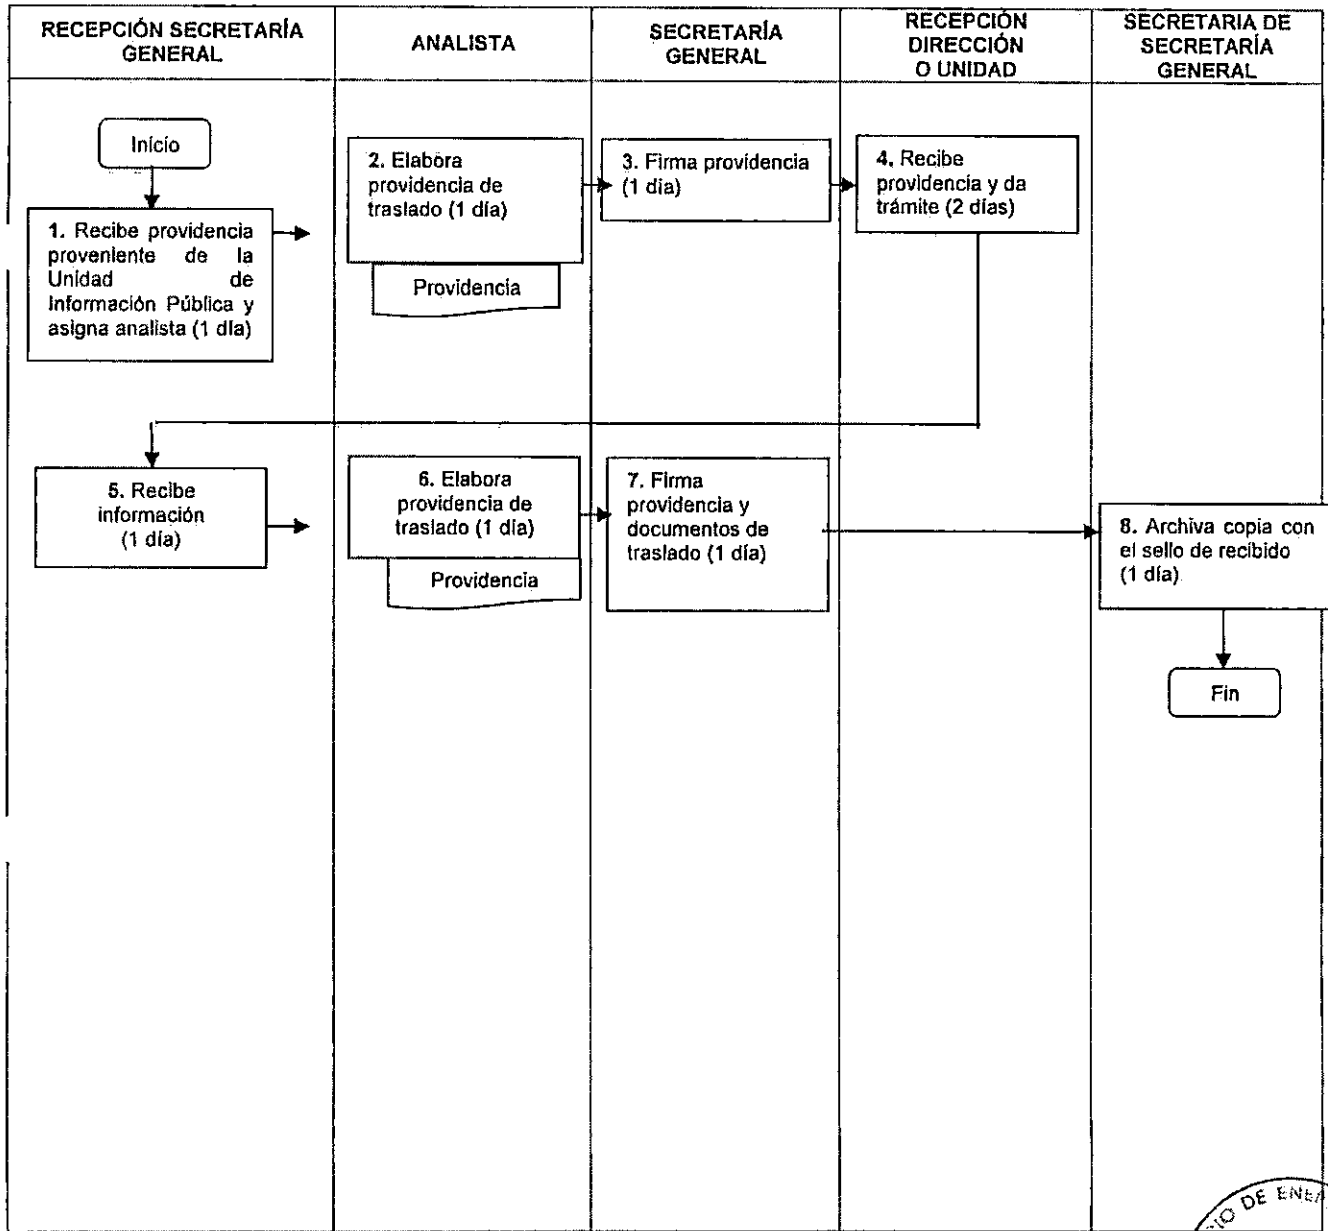 RECEPCIÓN SECRETARÍA
GENERAL
ANALISTA
SECRETARÍA
GENERAL
RECEPCIÓN
DIRECCIÓN
O UNIDAD
SECRETARIA DE
SECRETARÍA
GENERAL
Inicio
1. Recibe providencia
proveniente de la
Unidad de
Información Pública y
asigna analista (1 día)
2. Elabora
providencia de
traslado (1 día)
Providencia
3. Firma providencia
(1 día)
4. Recibe
providencia y da
trámite (2 días)
5. Recibe
información
(1 día)
6. Elabora
providencia de
traslado (1 día)
Providencia
7. Firma
providencia y
documentos de
traslado (1 día)
8. Archiva copia con
el sello de recibido
(1 día)
Fin
DE